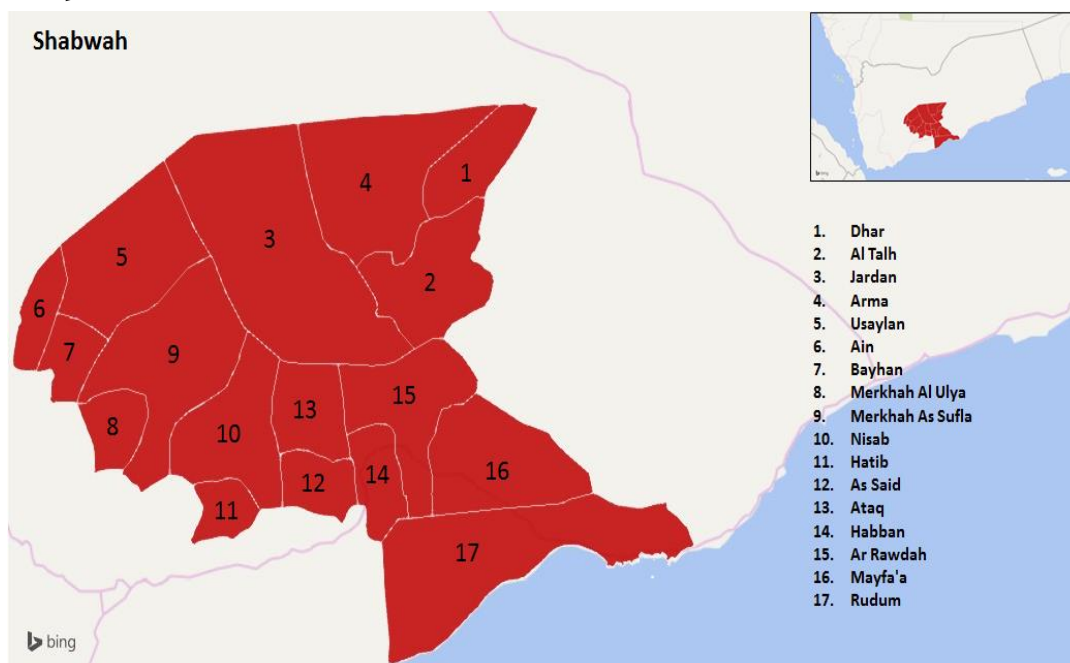 Shabwah
bing
1. Dhar
2. Al Talh
3. Jardan
4. Arma
5. Usaylan
6. Ain
7. Bayhan
8. Merkhah Al Ulya
9. Merkhah As Sufla
10. Nisab
11. Hatib
12. As Said
13. Ataq
14. Habban
15. Ar Rawdah
16. Mayfa'a
17. Rudum
1
4
3
5
2
6
7
9
15
13
8
10
16
14
12
11
17
bing